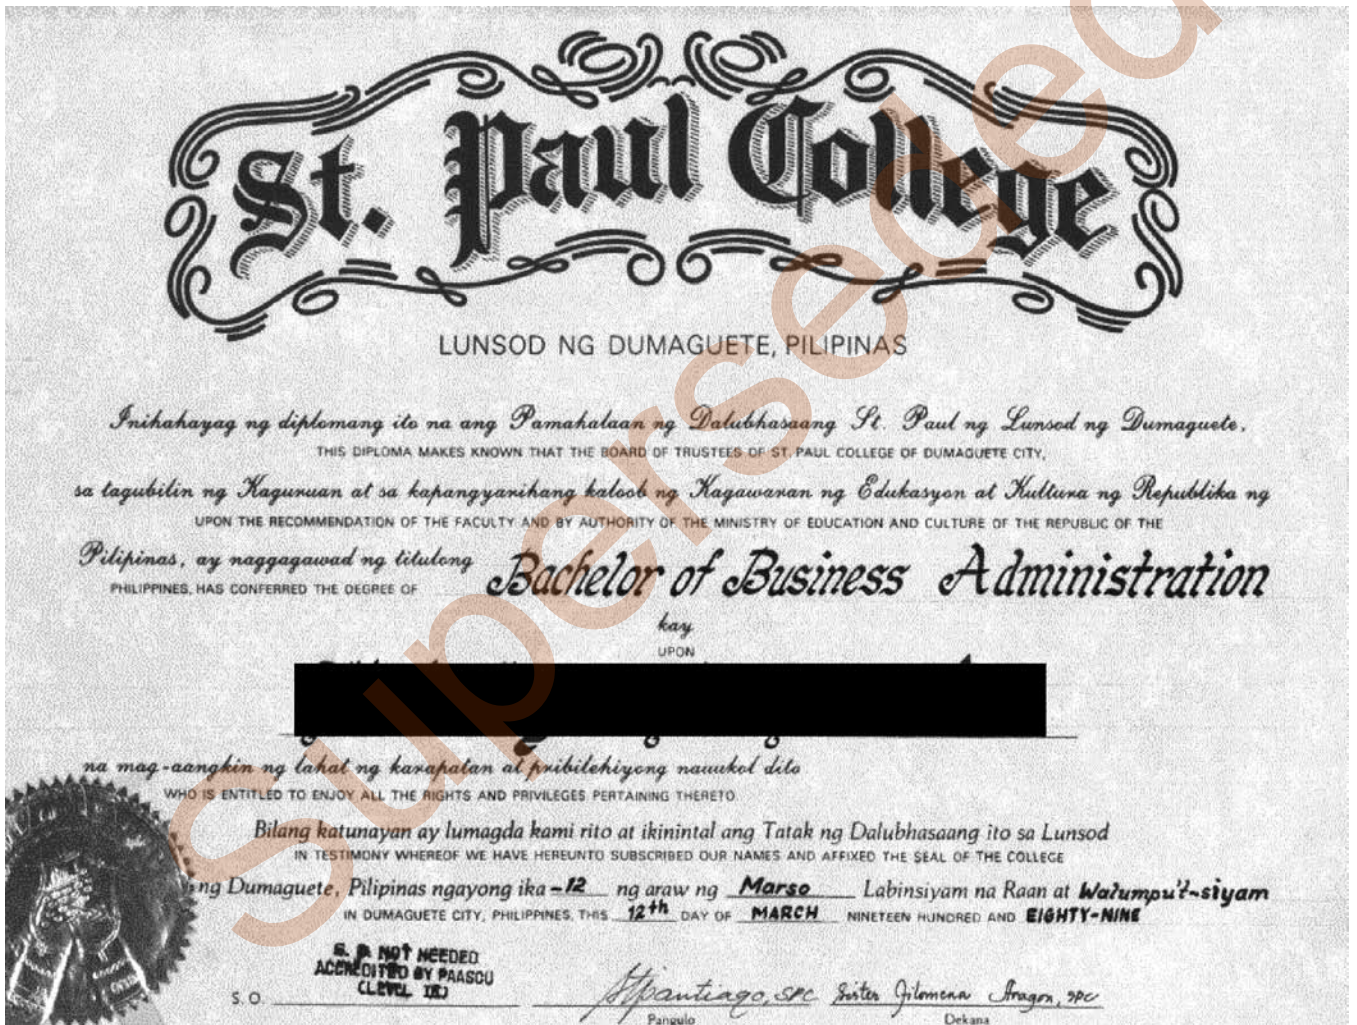 St. Paul College
LUNSOD NG DUMAGUETE, PILIPINAS
Inihahayag ng diplomang ito na ang Pamahalaan ng Dalubhasaang St. Paul ng Lunsod ng Dumaguete,
THIS DIPLOMA MAKES KNOWN THAT THE BOARD OF TRUSTEES OF ST. PAUL COLLEGE OF DUMAGUETE CITY,
sa tagubilin ng Kaguruan at sa kapangyarihang kaloob ng Kagawaran ng Edukasyon at Kultura ng Republika ng
UPON THE RECOMMENDATION OF THE FACULTY AND BY AUTHORITY OF THE MINISTRY OF EDUCATION AND CULTURE OF THE REPUBLIC OF THE
Pilipinas, ay naggagawad ng titulong Bachelor of Business Administration
PHILIPPINES, HAS CONFERRED THE DEGREE OF
kay
UPON
na mag-aangkin ng lahat ng karapatan at pribilehiyong nauukol dito
WHO IS ENTITLED TO ENJOY ALL THE RIGHTS AND PRIVILEGES PERTAINING THERETO
Bilang katunayan ay lumagda kami rito at ikinintal ang Tatak ng Dalubhasaang ito sa Lunsod
IN TESTIMONY WHEREOF WE HAVE HEREUNTO SUBSCRIBED OUR NAMES AND AFFIXED THE SEAL OF THE COLLEGE
ng Dumaguete, Pilipinas ngayong ika -12 ng araw ng Marso Labinsiyam na Raan at Walumpu't-siyam
IN DUMAGUETE CITY, PHILIPPINES, THIS 12th DAY OF MARCH NINETEEN HUNDRED AND EIGHTY-NINE
S. O. NOT NEEDED
ACCREDITED BY PAASCU
(LEVEL II)
S. O.
SPC Sister Filomena Aragon, SPC
Pangulo Dekana
Superseded